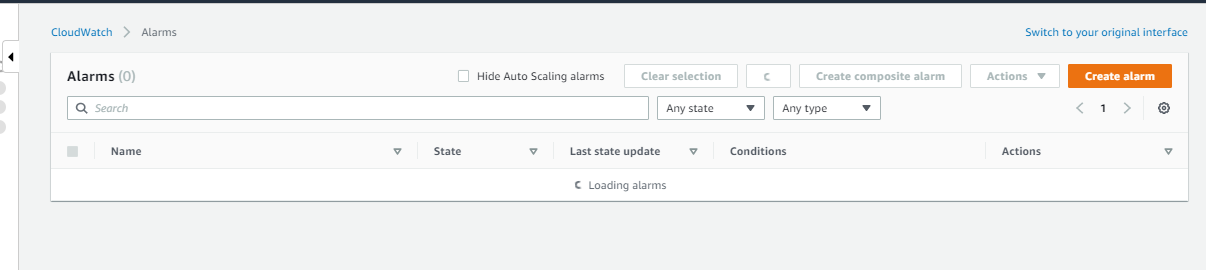 CloudWatch > Alarms
Switch to your original interface
Alarms (0)
Hide Auto Scaling alarms
Clear selection
Create composite alarm
Actions
Create alarm
Search
Any state
Any type
1
Name
State
Last state update
Conditions
Actions
Loading alarms